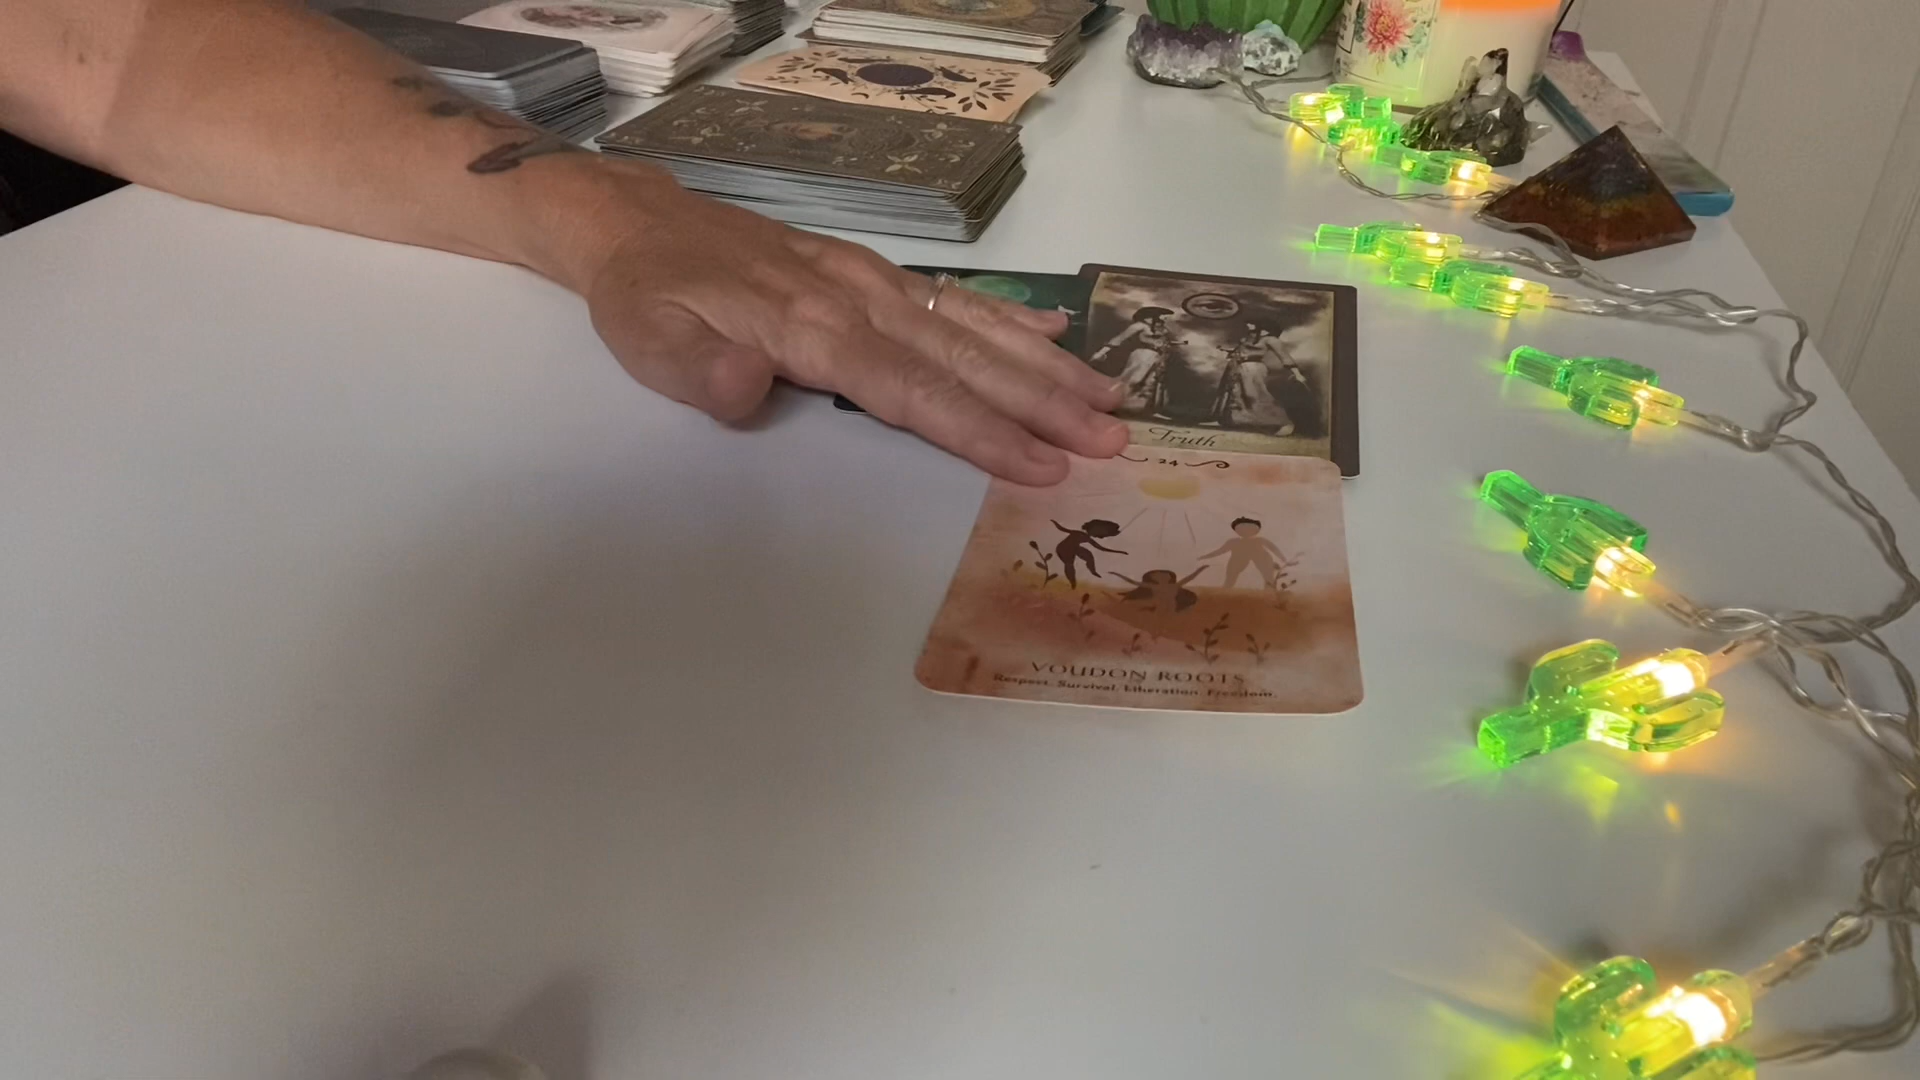 Truth
24
VOUDON ROOTS
Respect. Survival. Liberation. Freedom.